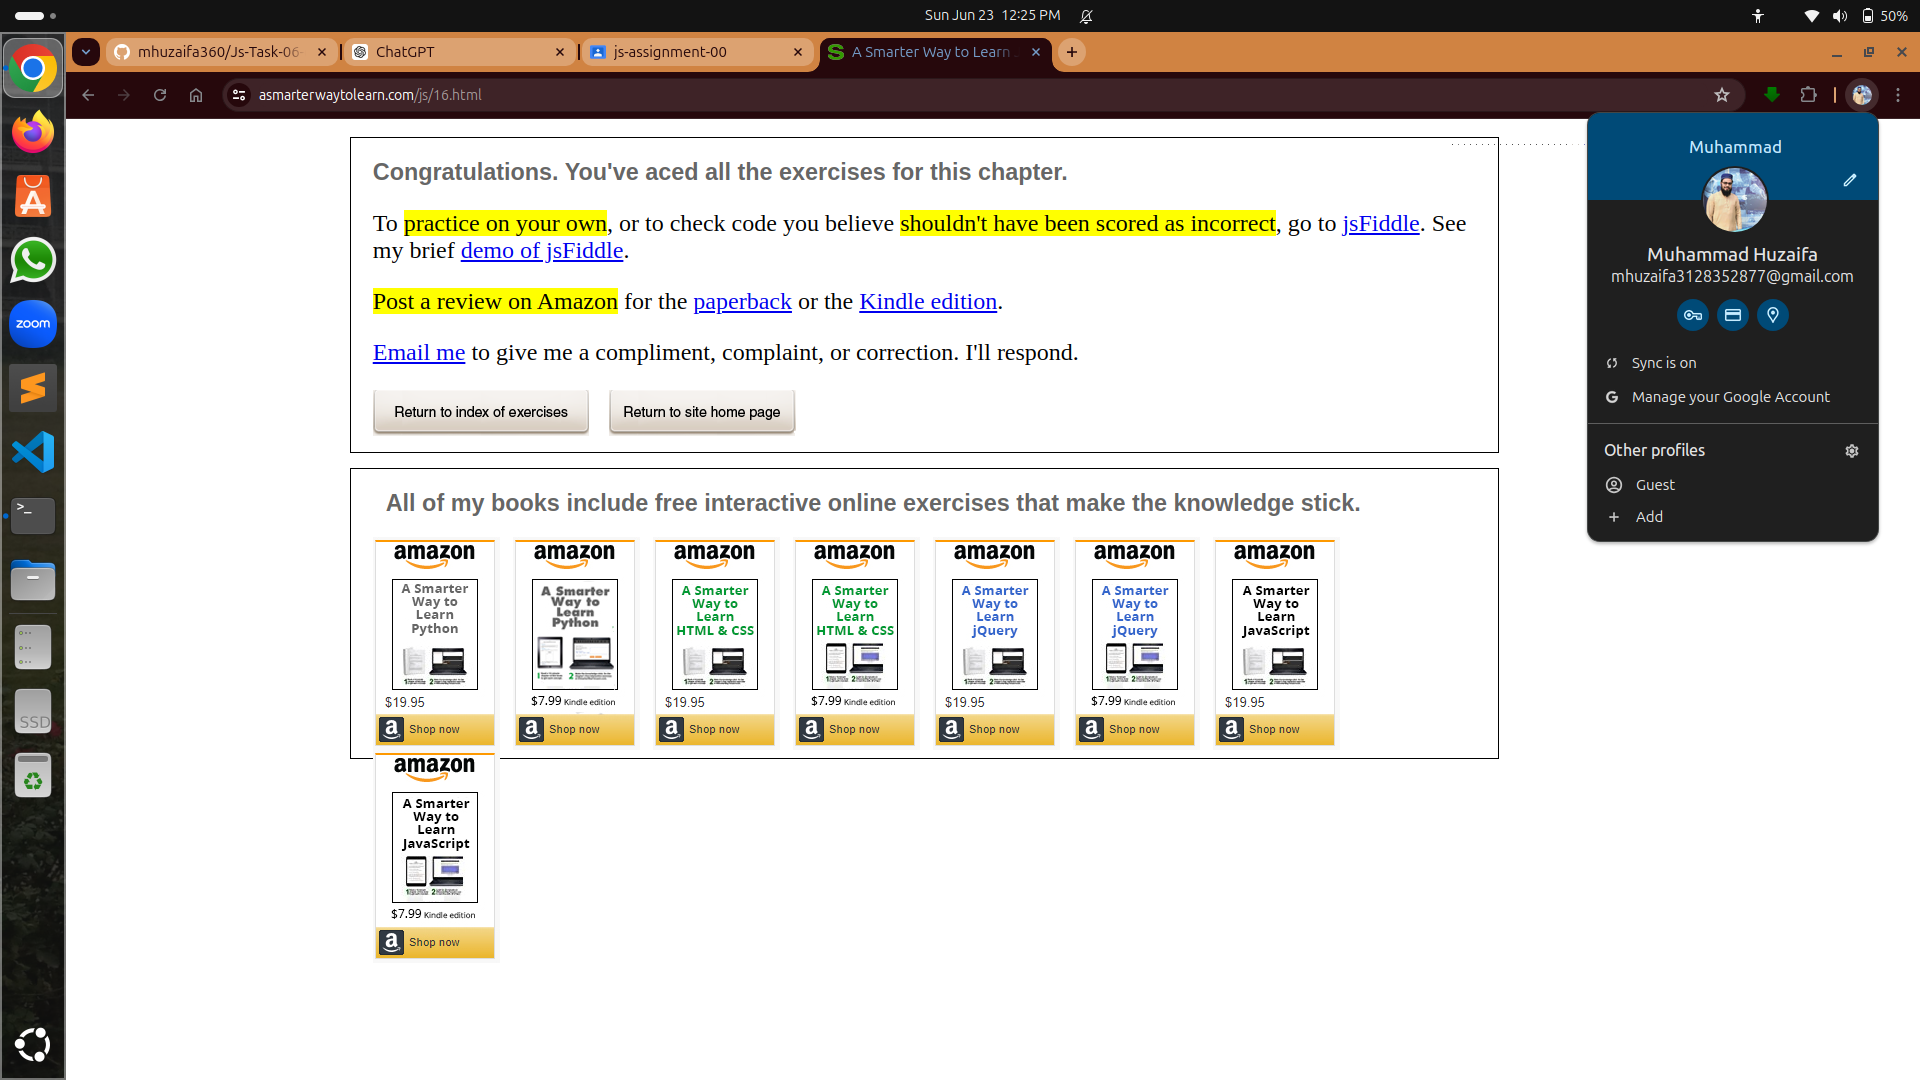 Sun Jun 23 12:25 PM
50%
mhuzaifa360/Js-Task-06-
ChatGPT
js-assignment-00
A Smarter Way to Learn J
asmarterwaytolearn.com/js/16.html
Congratulations. You've aced all the exercises for this chapter.
To practice on your own, or to check code you believe shouldn't have been scored as incorrect, go to jsFiddle. See
my brief demo of jsFiddle.
Post a review on Amazon for the paperback or the Kindle edition.
Email me to give me a compliment, complaint, or correction. I'll respond.
Return to index of exercises
Return to site home page
All of my books include free interactive online exercises that make the knowledge stick.
amazon
A Smarter
Way to
Learn
Python
$19.95
Shop now
amazon
A Smarter
Way to
Learn
Python
$7.99 Kindle edition
Shop now
amazon
A Smarter
Way to
Learn
HTML & CSS
$19.95
Shop now
amazon
A Smarter
Way to
Learn
HTML & CSS
$7.99 Kindle edition
Shop now
amazon
A Smarter
Way to
Learn
jQuery
$19.95
Shop now
amazon
A Smarter
Way to
Learn
jQuery
$7.99 Kindle edition
Shop now
amazon
A Smarter
Way to
Learn
JavaScript
$19.95
Shop now
amazon
A Smarter
Way to
Learn
JavaScript
$7.99 Kindle edition
Shop now
Muhammad
Muhammad Huzaifa
mhuzaifa3128352877@gmail.com
Sync is on
Manage your Google Account
Other profiles
Guest
Add
zoom
SSD